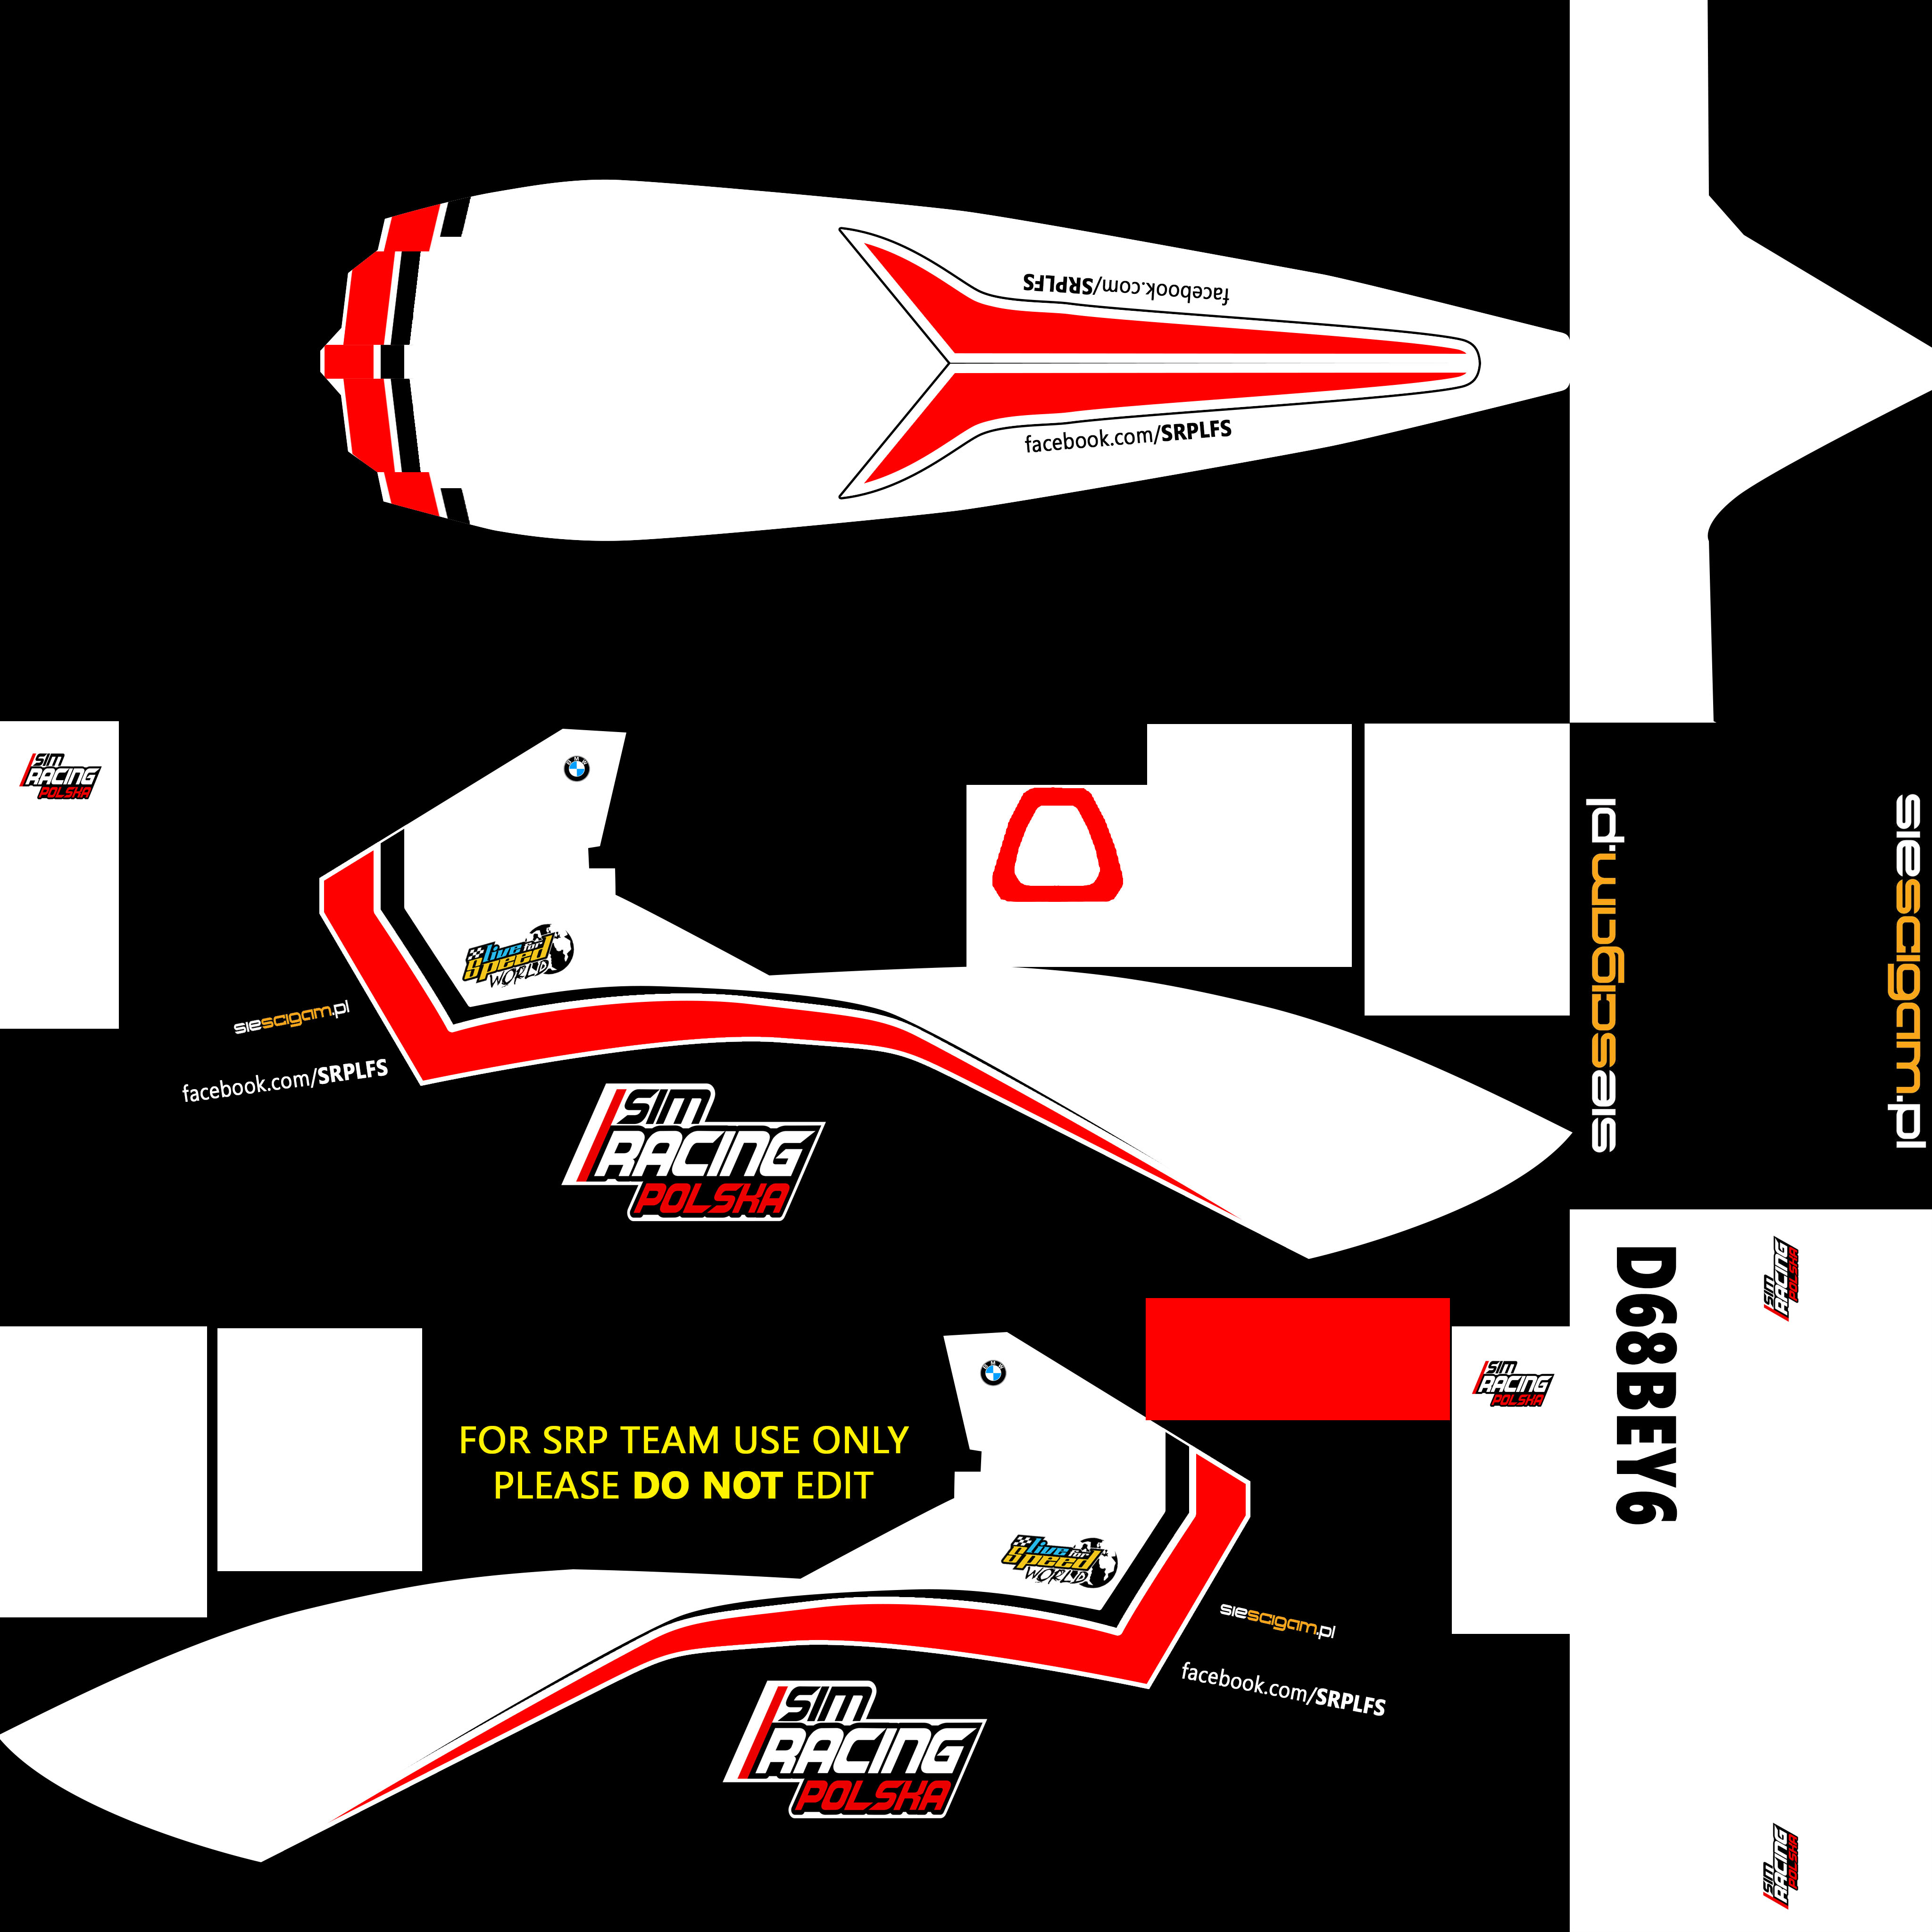 facebook.com/SRPLFS
facebook.com/SRPLFS
SIM
RACING
POLSKA
BMW
live for
Speed
WORLD
siescigam.pl
facebook.com/SRPLFS
SIM
RACING
POLSKA
siescigam.pl
siescigam.pl
FOR SRP TEAM USE ONLY
PLEASE DO NOT EDIT
BMW
live for
Speed
WORLD
siescigam.pl
facebook.com/SRPLFS
SIM
RACING
POLSKA
SIM
RACING
POLSKA
D68BEY6
SIM
RACING
POLSKA
SIM
RACING
POLSKA